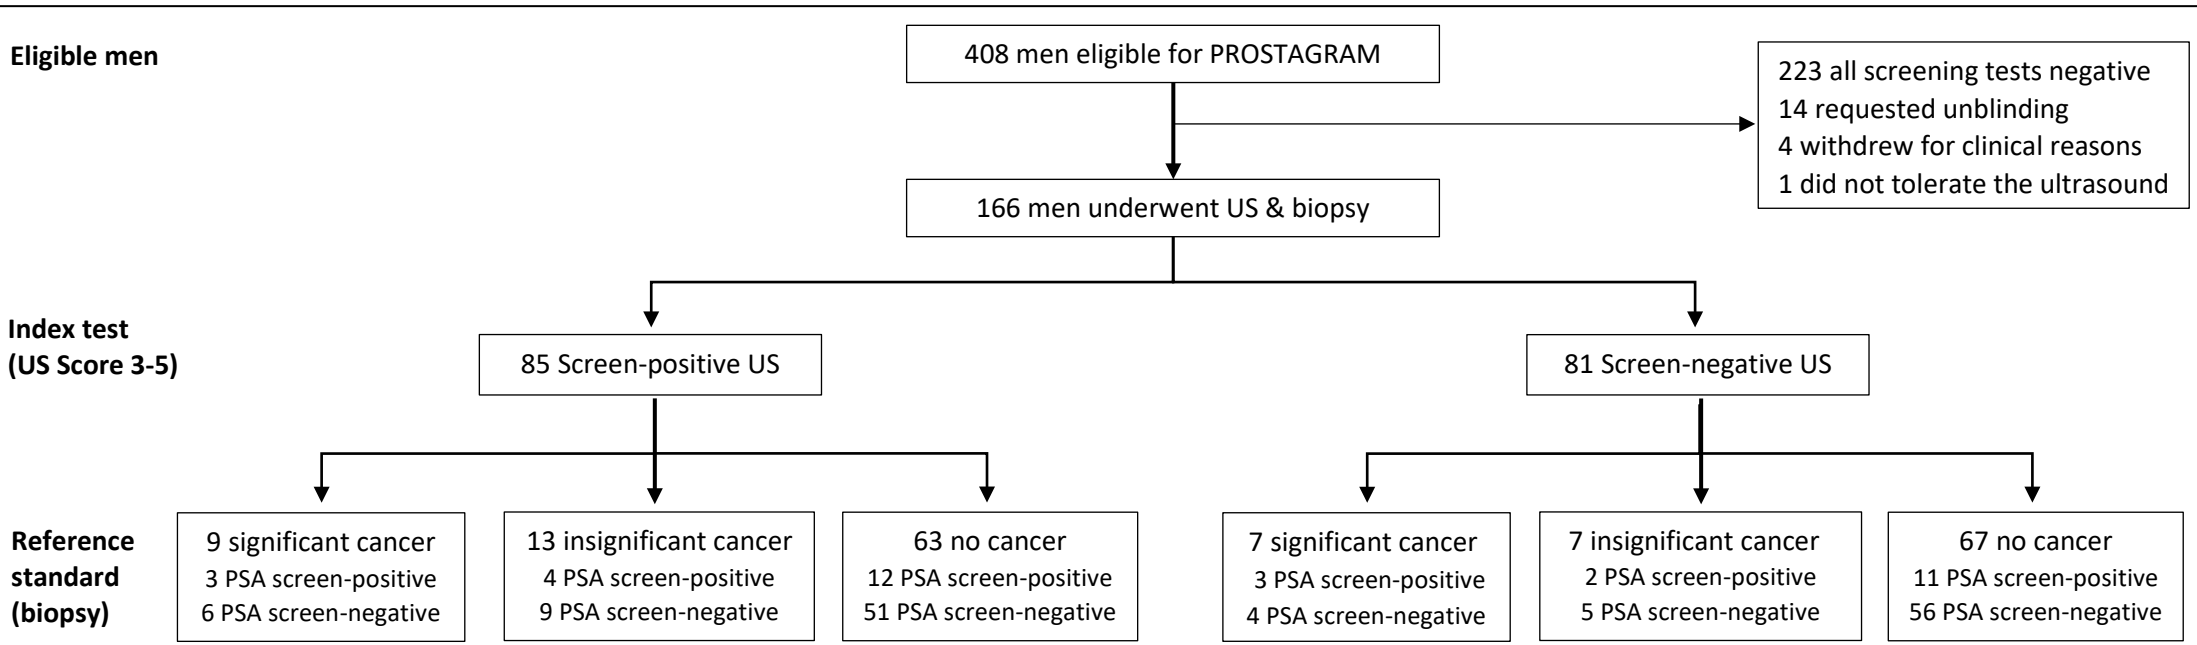 Eligible men
408 men eligible for PROSTAGRAM
223 all screening tests negative
14 requested unblinding
4 withdrew for clinical reasons
1 did not tolerate the ultrasound
166 men underwent US & biopsy
Index test
(US Score 3-5)
85 Screen-positive US
81 Screen-negative US
Reference
standard
(biopsy)
9 significant cancer
3 PSA screen-positive
6 PSA screen-negative
13 insignificant cancer
4 PSA screen-positive
9 PSA screen-negative
63 no cancer
12 PSA screen-positive
51 PSA screen-negative
7 significant cancer
3 PSA screen-positive
4 PSA screen-negative
7 insignificant cancer
2 PSA screen-positive
5 PSA screen-negative
67 no cancer
11 PSA screen-positive
56 PSA screen-negative